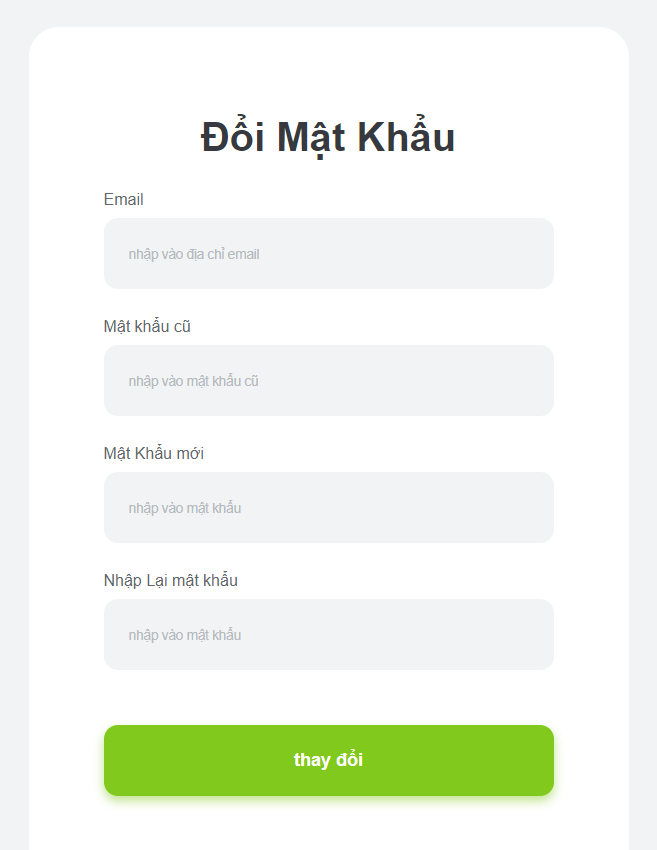 Đổi Mật Khẩu
Email
nhập vào địa chỉ email
Mật khẩu cũ
nhập vào mật khẩu cũ
Mật Khẩu mới
nhập vào mật khẩu
Nhập Lại mật khẩu
nhập vào mật khẩu
thay đổi